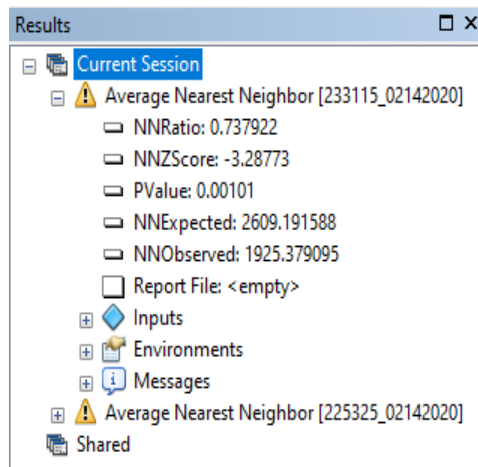 Results
Current Session
Average Nearest Neighbor [233115_02142020]
NNRatio: 0.737922
NNZScore: -3.28773
PValue: 0.00101
NNExpected: 2609.191588
NNObserved: 1925.379095
Report File: <empty>
Inputs
Environments
Messages
Average Nearest Neighbor [225325_02142020]
Shared